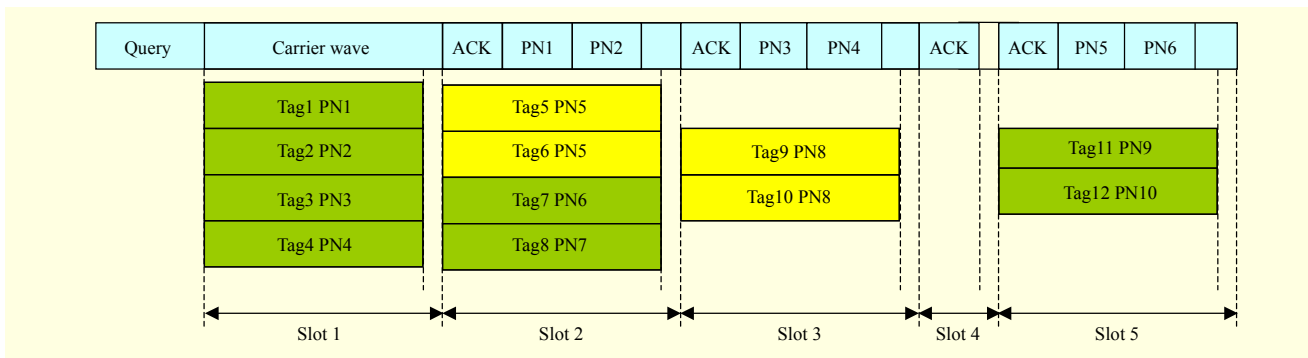 Query Carrier wave ACK PN1 PN2 ACK PN3 PN4 ACK ACK PN5 PN6
Tag1 PN1 Tag5 PN5
Tag2 PN2 Tag6 PN5 Tag9 PN8 Tag11 PN9
Tag3 PN3 Tag7 PN6 Tag10 PN8 Tag12 PN10
Tag4 PN4 Tag8 PN7
Slot 1 Slot 2 Slot 3 Slot 4 Slot 5